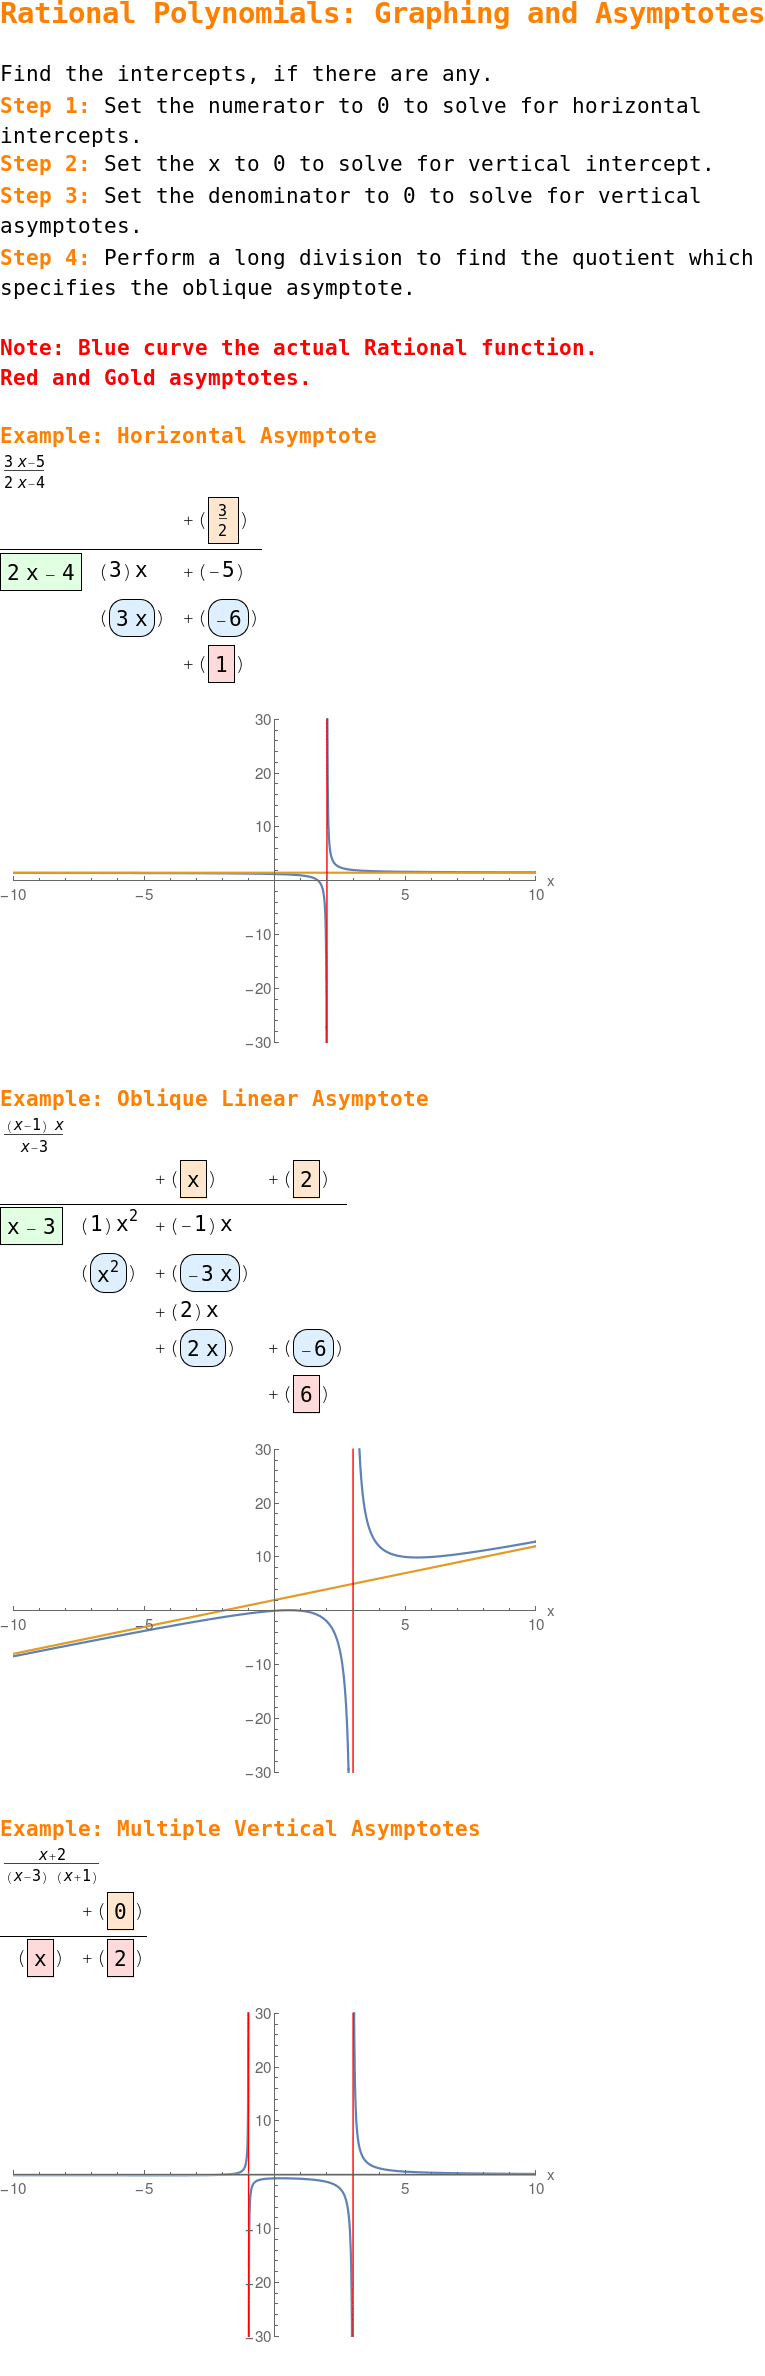 Rational Polynomials: Graphing and Asymptotes
Find the intercepts, if there are any.
Step 1: Set the numerator to 0 to solve for horizontal
intercepts.
Step 2: Set the x to 0 to solve for vertical intercept.
Step 3: Set the denominator to 0 to solve for vertical
asymptotes.
Step 4: Perform a long division to find the quotient which
specifies the oblique asymptote.
Note: Blue curve the actual Rational function.
Red and Gold asymptotes.
Example: Horizontal Asymptote
3 x−5
2 x−4
+ ( 3/2 )
2 x − 4 (3) x + (−5)
(3 x) + (−6)
+ (1)
30
20
10
−10 −5 5 10 x
−10
−20
−30
Example: Oblique Linear Asymptote
(x−1) x
x−3
+ (x) + (2)
x − 3 (1) x² + (−1) x
(x²) + (−3 x)
+ (2) x
+ (2 x) + (−6)
+ (6)
30
20
10
−10 −5 5 10 x
−10
−20
−30
Example: Multiple Vertical Asymptotes
x+2
(x−3) (x+1)
+ (0)
(x) + (2)
30
20
10
−10 −5 5 10 x
−10
−20
−30